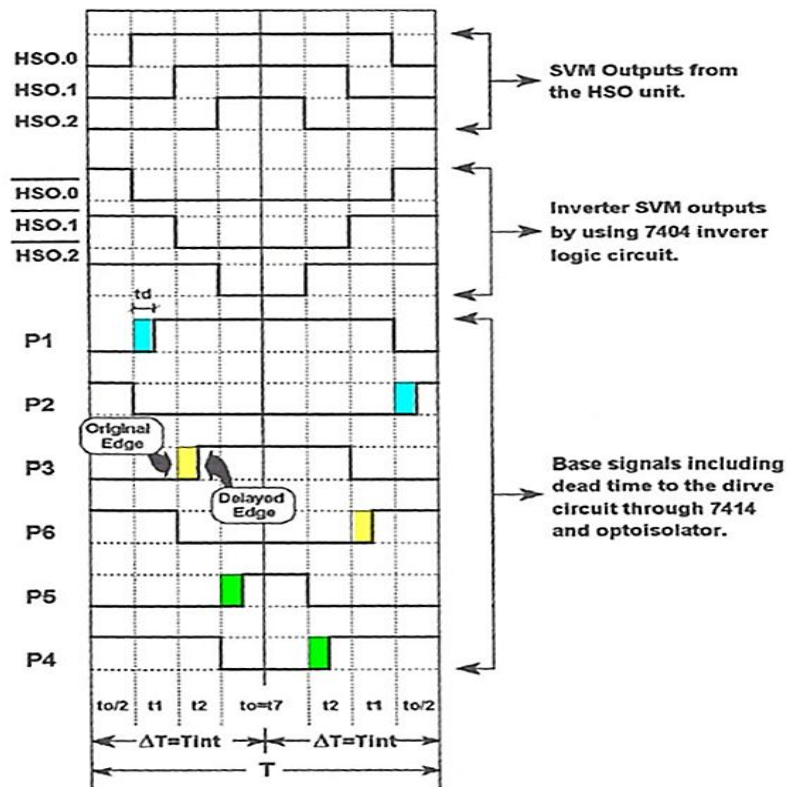 HSO.0
HSO.1
HSO.2
SVM Outputs from
the HSO unit.
HSO.0
HSO.1
HSO.2
Inverter SVM outputs
by using 7404 inverer
logic circuit.
td
P1
P2
Original
Edge
P3
Delayed
Edge
P6
P5
P4
Base signals including
dead time to the dirve
circuit through 7414
and optoisolator.
to/2 t1 t2 to=t7 t2 t1 to/2
ΔT=Tint ΔT=Tint
T